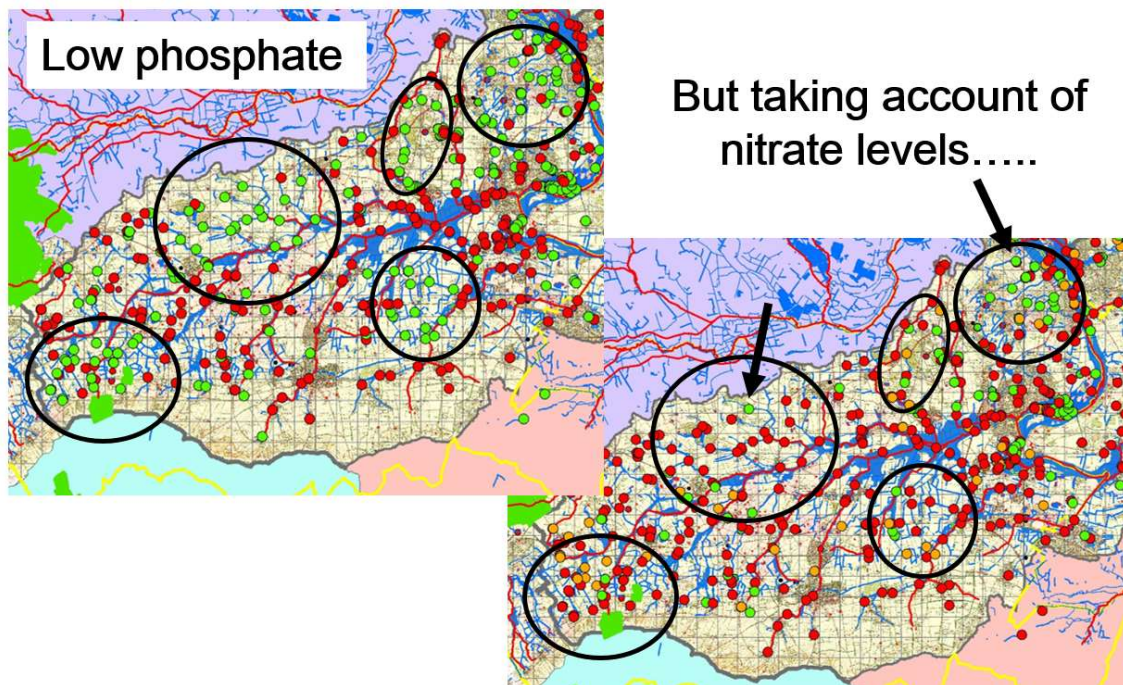 Low phosphate
But taking account of
nitrate levels…..